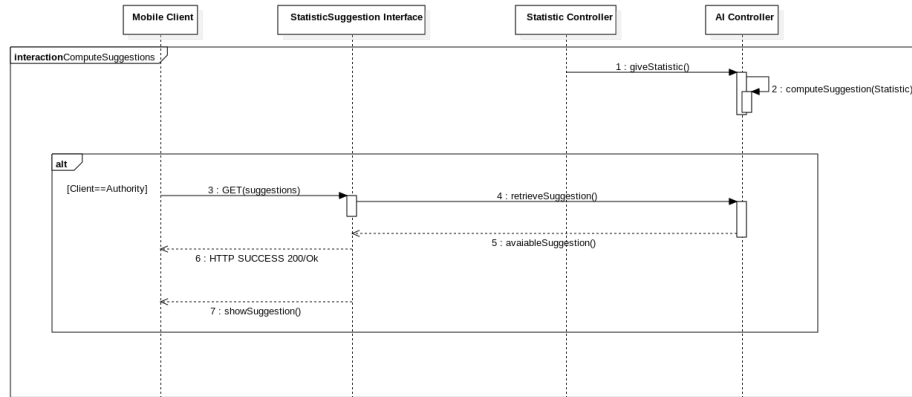 Mobile Client
StatisticSuggestion Interface
Statistic Controller
AI Controller
interactionComputeSuggestions
1 : giveStatistic()
2 : computeSuggestion(Statistic)
alt
[Client==Authority]
3 : GET(suggestions)
4 : retrieveSuggestion()
5 : avaiableSuggestion()
6 : HTTP SUCCESS 200/Ok
7 : showSuggestion()